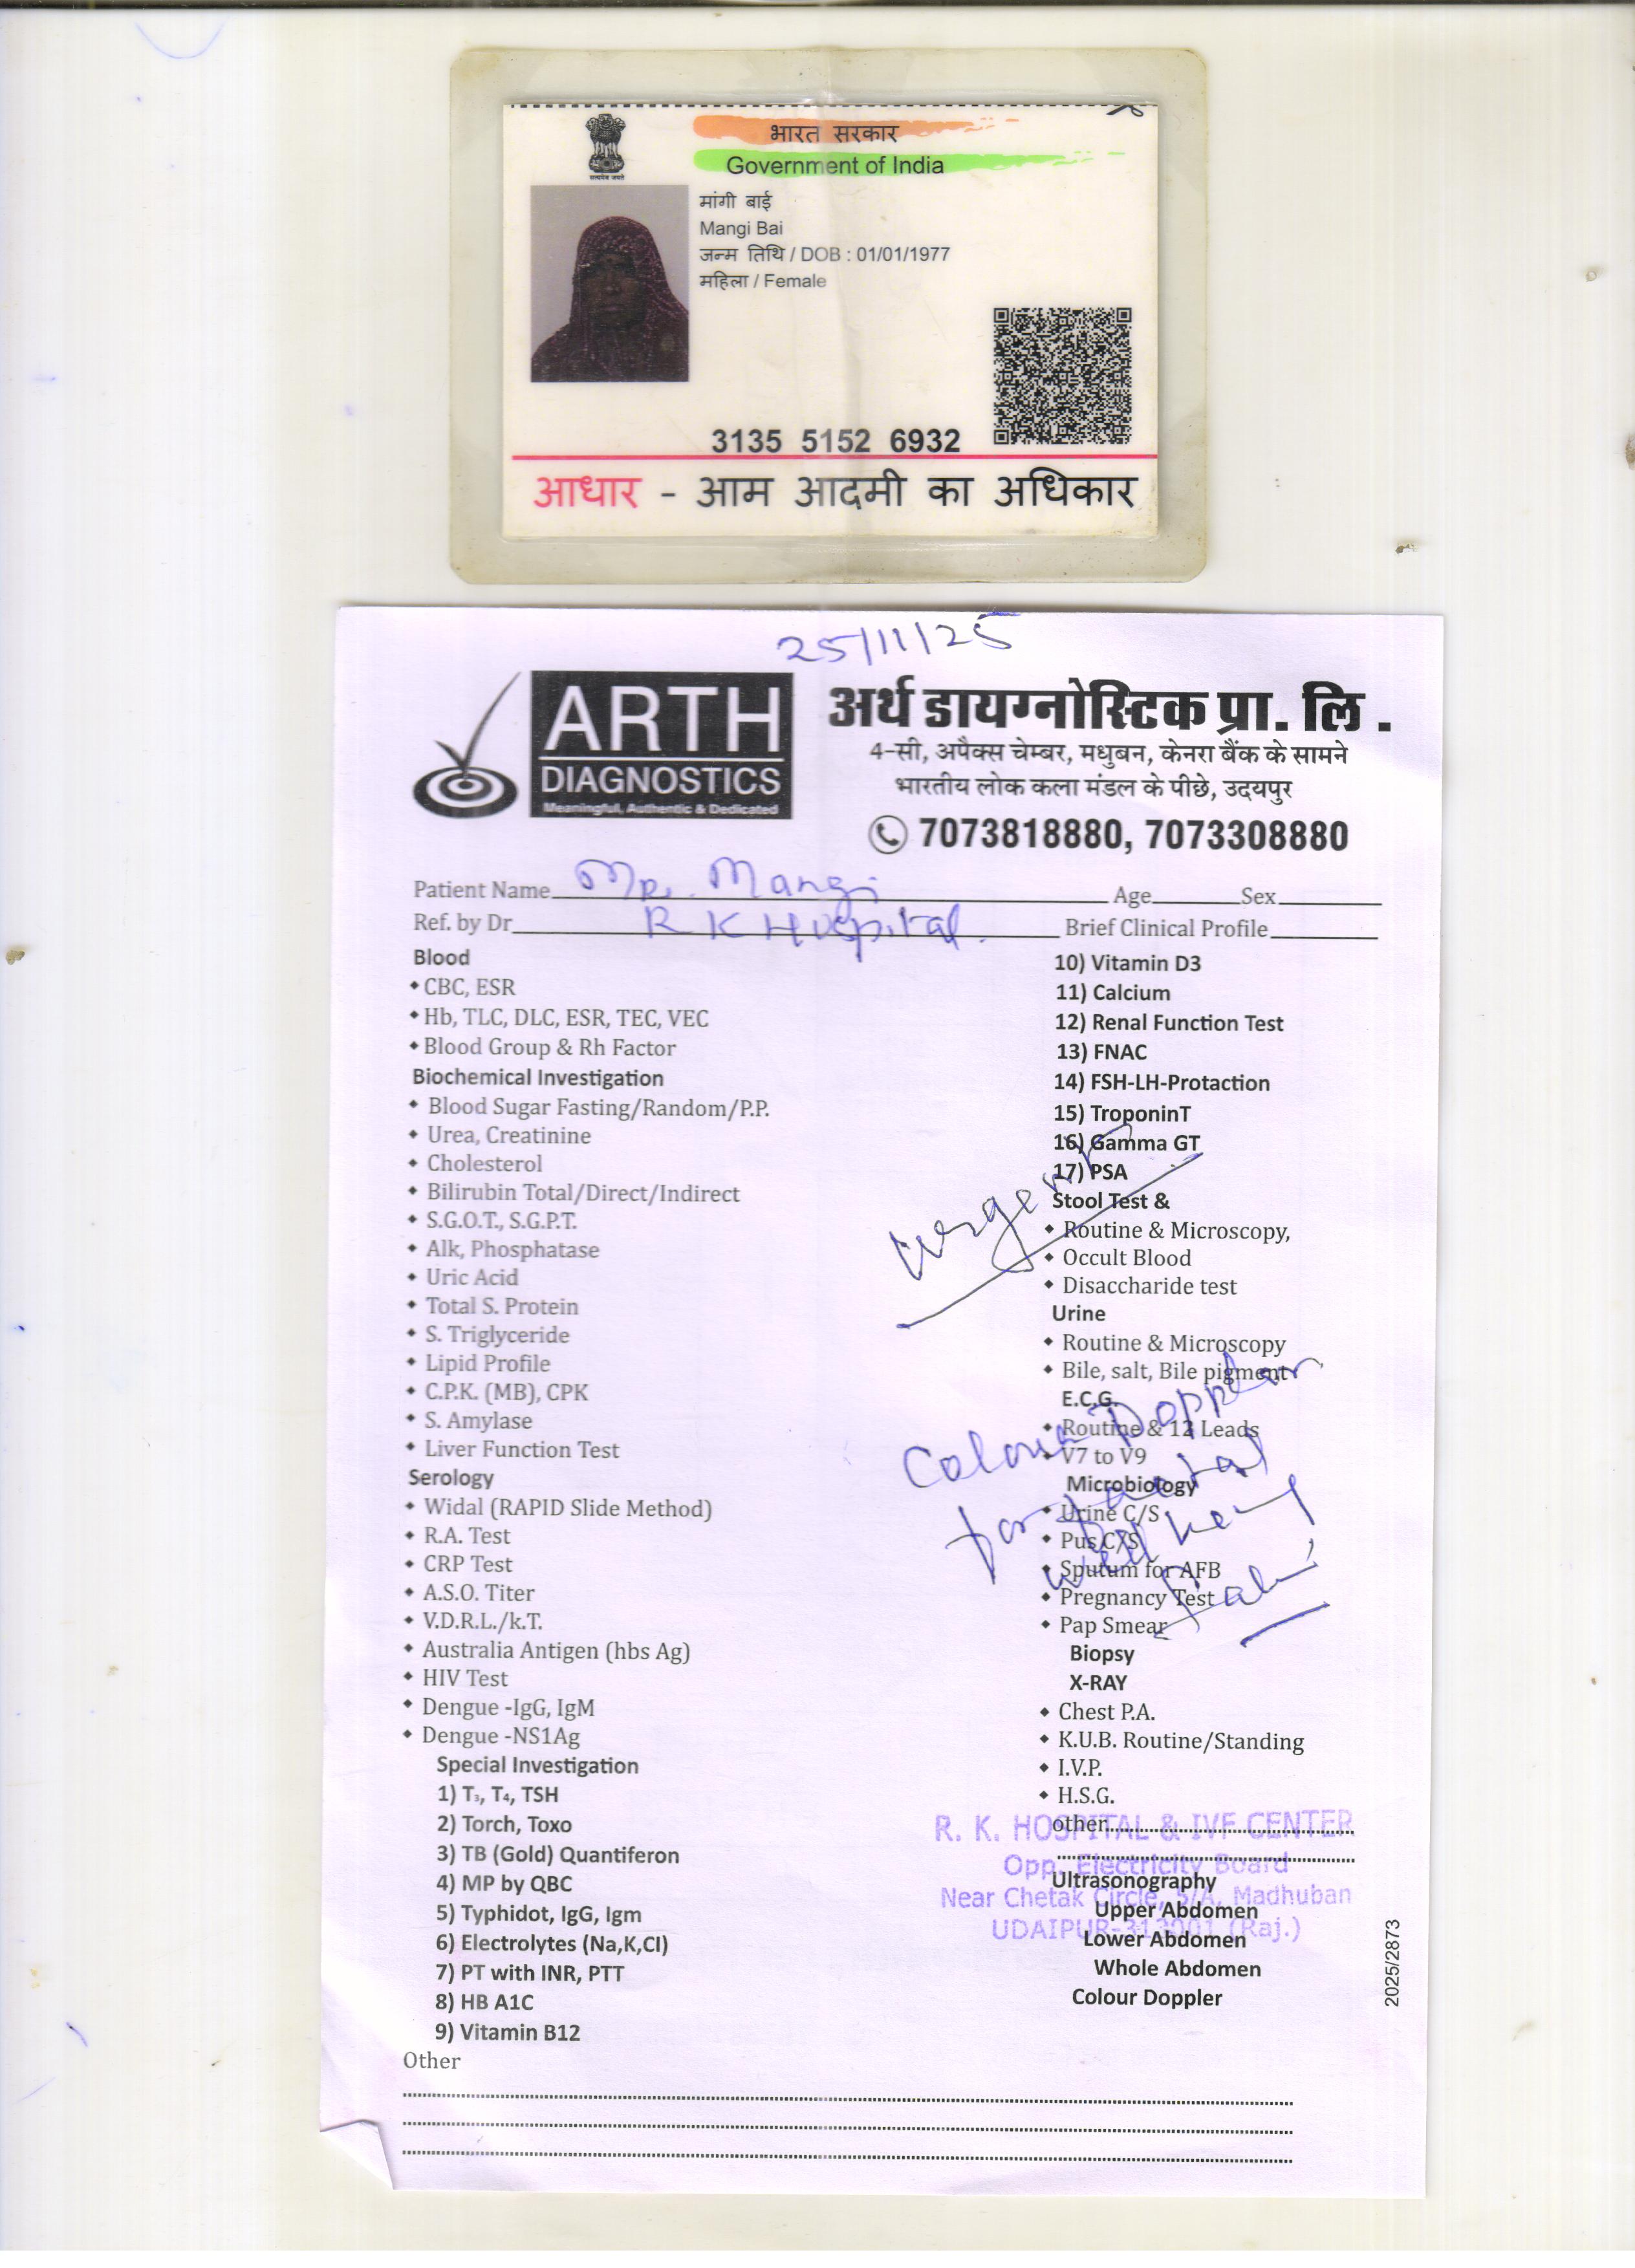 भारत सरकार
Government of India
सत्यमेव जयते
मांगी बाई
Mangi Bai
जन्म तिथि / DOB : 01/01/1977
महिला / Female
3135 5152 6932
आधार - आम आदमी का अधिकार
25/11/25
ARTH
DIAGNOSTICS
Meaningful, Authentic & Dedicated
अर्थ डायग्नोस्टिक प्रा. लि .
4-सी, अपैक्स चेम्बर, मधुबन, केनरा बैंक के सामने
भारतीय लोक कला मंडल के पीछे, उदयपुर
7073818880, 7073308880
Patient Name Mrs. Mangi Age Sex
Ref. by Dr R K Hospital. Brief Clinical Profile
Blood
CBC, ESR
Hb, TLC, DLC, ESR, TEC, VEC
Blood Group & Rh Factor
Biochemical Investigation
Blood Sugar Fasting/Random/P.P.
Urea, Creatinine
Cholesterol
Bilirubin Total/Direct/Indirect
S.G.O.T., S.G.P.T.
Alk, Phosphatase
Uric Acid
Total S. Protein
S. Triglyceride
Lipid Profile
C.P.K. (MB), CPK
S. Amylase
Liver Function Test
Serology
Widal (RAPID Slide Method)
R.A. Test
CRP Test
A.S.O. Titer
V.D.R.L./k.T.
Australia Antigen (hbs Ag)
HIV Test
Dengue -IgG, IgM
Dengue -NS1Ag
Special Investigation
1) T₃, T₄, TSH
2) Torch, Toxo
3) TB (Gold) Quantiferon
4) MP by QBC
5) Typhidot, IgG, Igm
6) Electrolytes (Na,K,Cl)
7) PT with INR, PTT
8) HB A1C
9) Vitamin B12
Other
10) Vitamin D3
11) Calcium
12) Renal Function Test
13) FNAC
14) FSH-LH-Protaction
15) TroponinT
16) Gamma GT
17) PSA
Stool Test &
Routine & Microscopy,
Occult Blood
Disaccharide test
Urine
Routine & Microscopy
Bile, salt, Bile pigment
E.C.G.
Routine & 12 Leads
V7 to V9
Microbiology
Urine C/S
Pus C/S
Sputum for AFB
Pregnancy Test
Pap Smear
Biopsy
X-RAY
Chest P.A.
K.U.B. Routine/Standing
I.V.P.
H.S.G.
other
Ultrasonography
Upper Abdomen
Lower Abdomen
Whole Abdomen
Colour Doppler
urgent
Colour Doppler
for foetal
well being
R. K. HOSPITAL & IVF CENTER
Opp. Electricity Board
Near Chetak Circle, 5/A, Madhuban
UDAIPUR-313001 (Raj.)
2025/2873